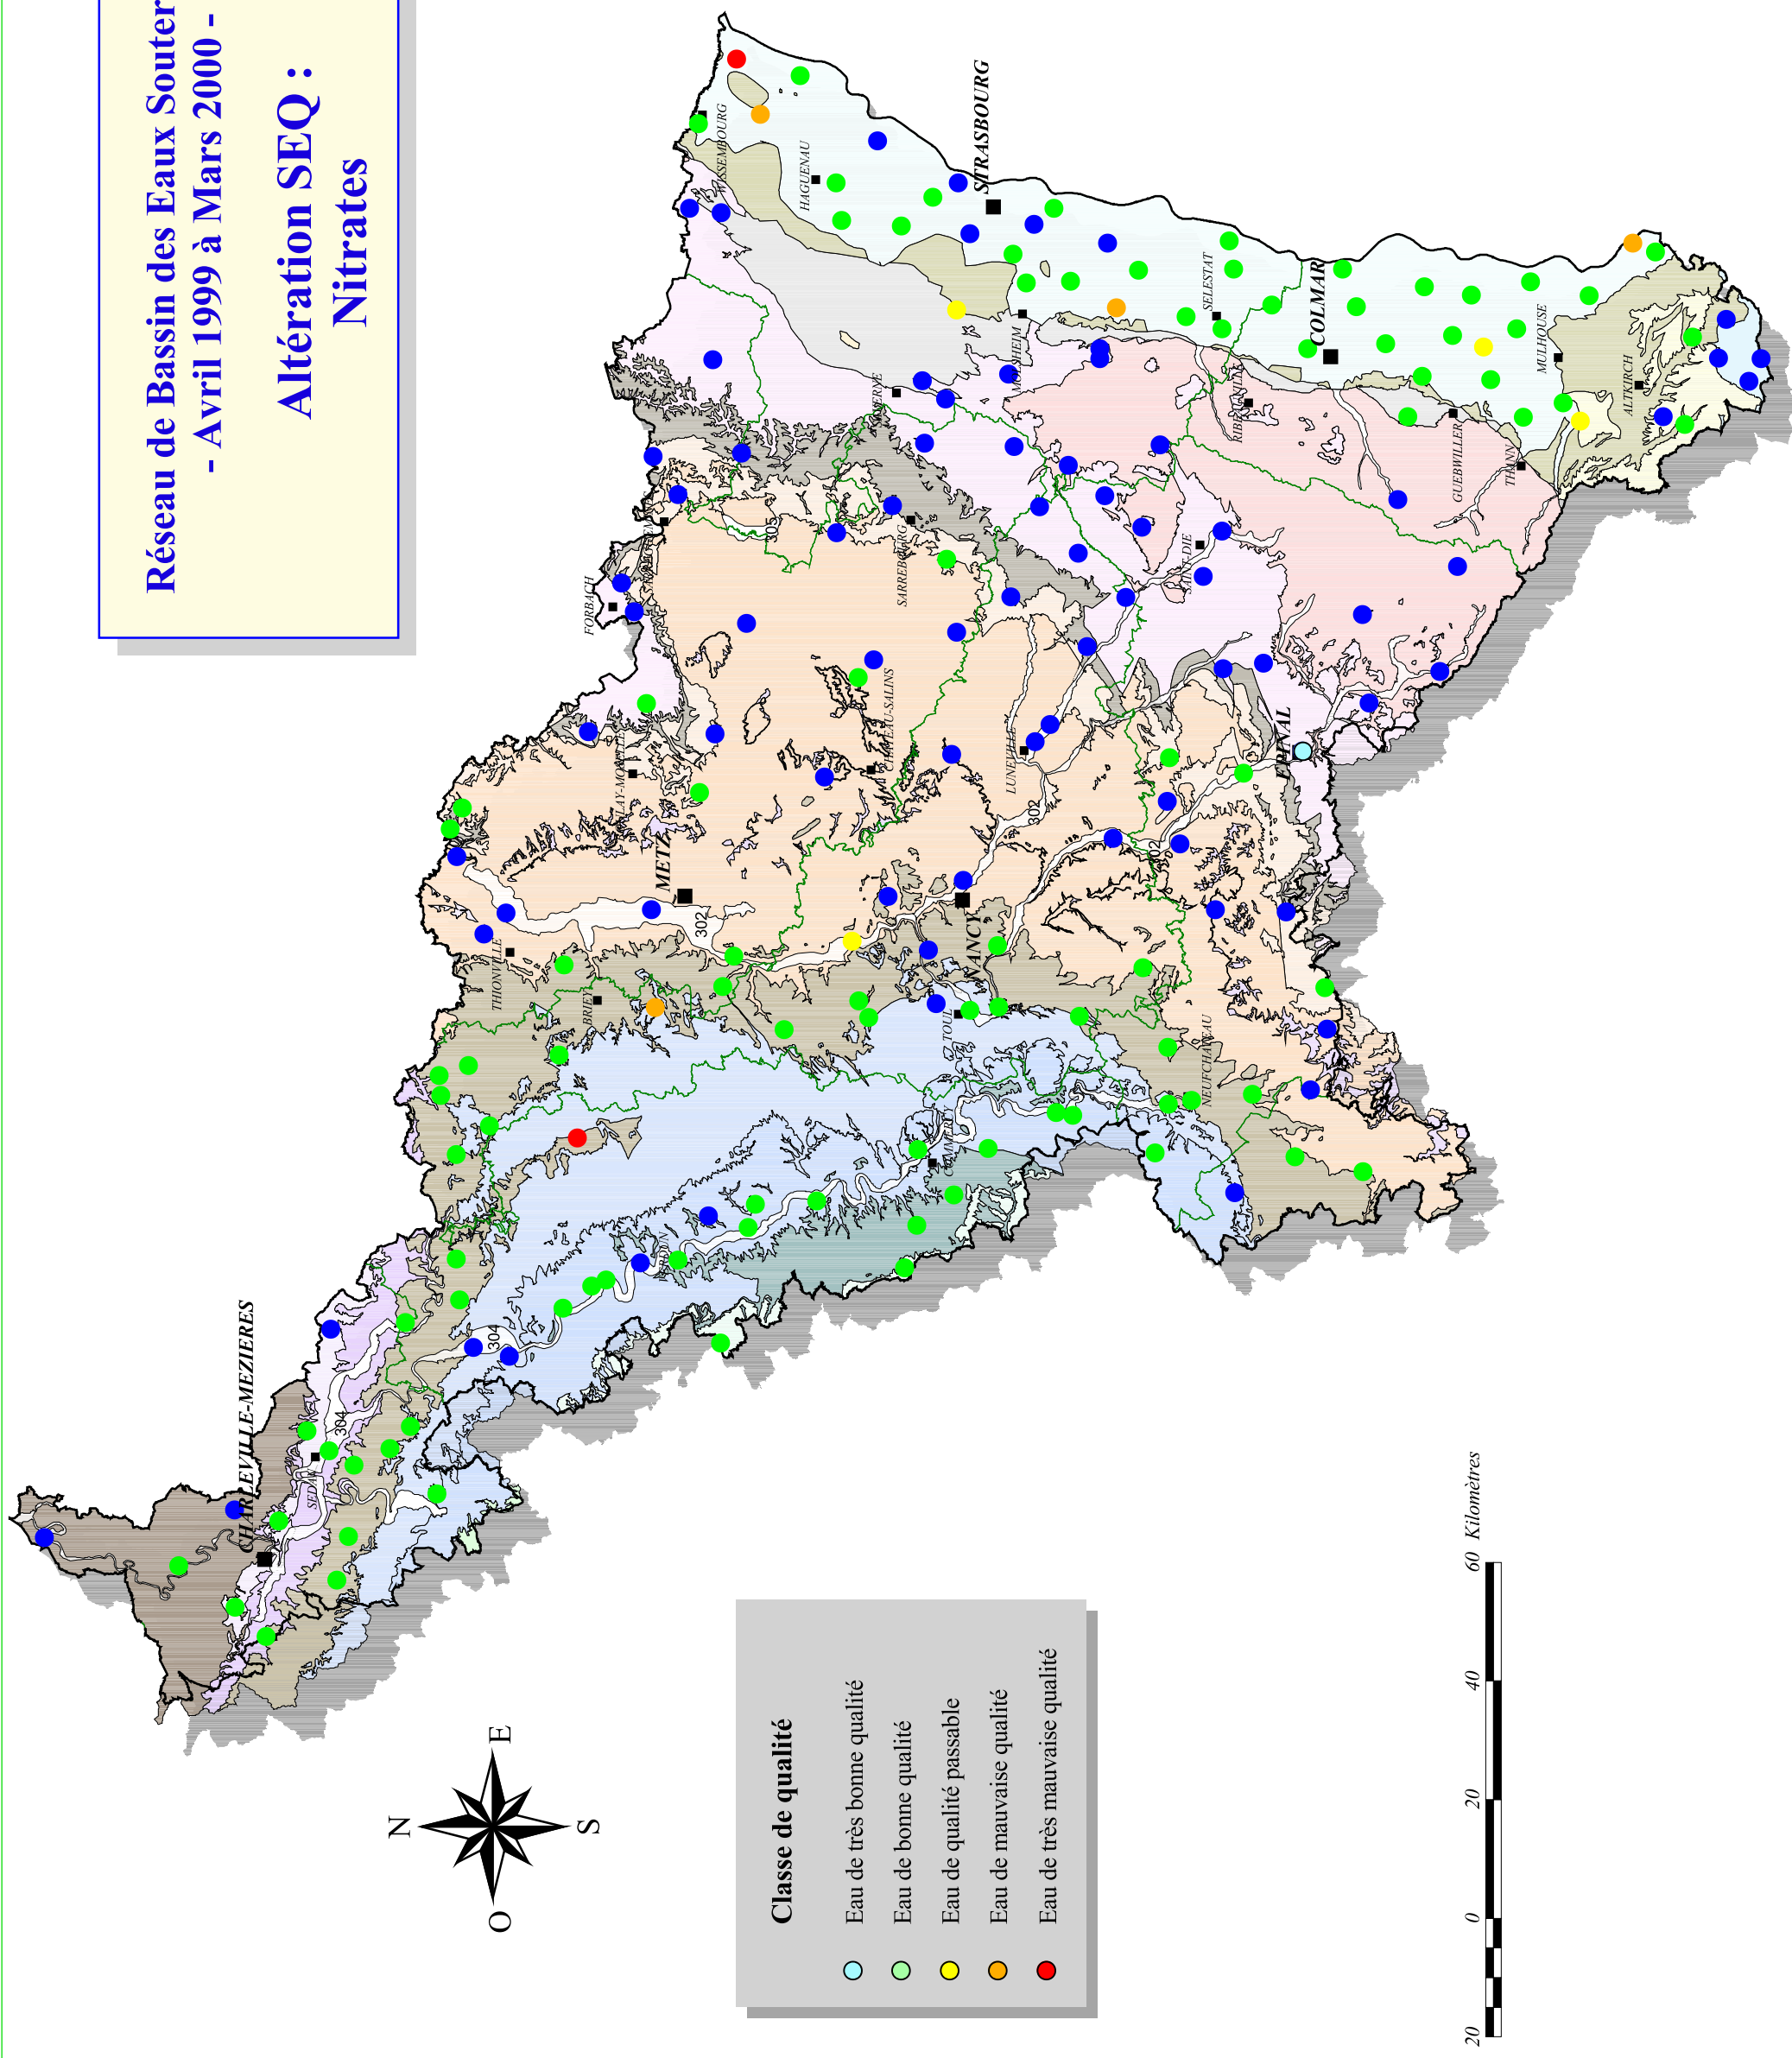 Réseau de Bassin des Eaux Souter
- Avril 1999 à Mars 2000 -
Altération SEQ :
Nitrates
CHARLEVILLE-MEZIERES
SEDAN
304
304
VERDUN
COMMERCY
TOUL
NEUFCHATEAU
BRIEY
THIONVILLE
METZ
302
NANCY
302
302
LUNEVILLE
CHATEAU-SALINS
EPINAL
FORBACH
SARREBOURG
305
SAINT-DIE
SAVERNE
MOLSHEIM
SELESTAT
RIBEAUVILLE
COLMAR
GUEBWILLER
THANN
MULHOUSE
ALTKIRCH
WISSEMBOURG
HAGUENAU
STRASBOURG
N
O
E
S
Classe de qualité
Eau de très bonne qualité
Eau de bonne qualité
Eau de qualité passable
Eau de mauvaise qualité
Eau de très mauvaise qualité
20 0 20 40 60 Kilomètres